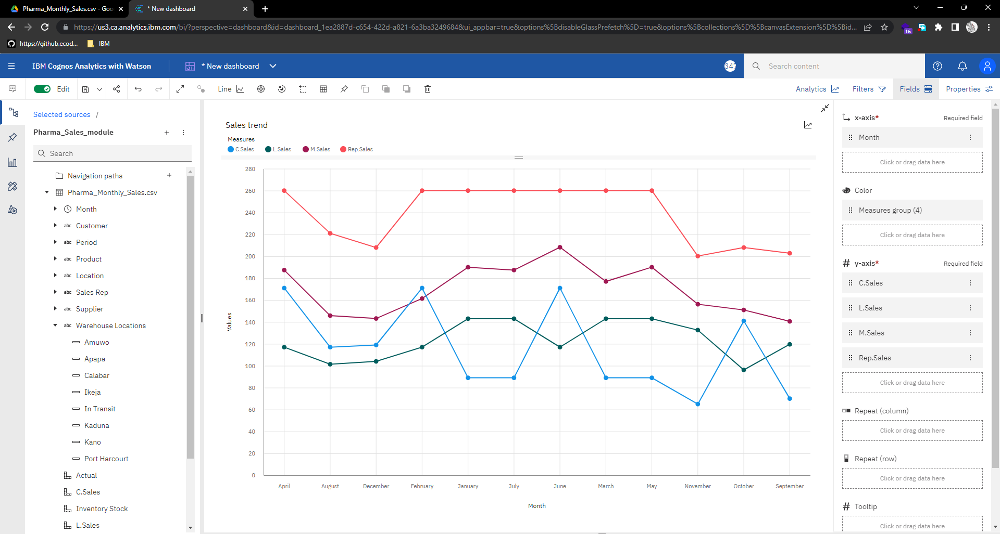 Pharma_Monthly_Sales.csv - Goo
* New dashboard
https://us3.ca.analytics.ibm.com/bi/?perspective=dashboard&id=dashboard_1ea2887d-c654-422d-a821-6a3ba3249684&ui_appbar=true&options%5BdisableGlassPrefetch%5D=true&options%5Bcollections%5D%5BcanvasExtension%5D%5Bid...
16
https://github.ecod...
IBM
IBM Cognos Analytics with Watson
* New dashboard
347
Search content
Edit
Line
Analytics
Filters
Fields
Properties
Selected sources /
Pharma_Sales_module
Search
Navigation paths
Pharma_Monthly_Sales.csv
Month
abc Customer
abc Period
abc Product
abc Location
abc Sales Rep
abc Supplier
abc Warehouse Locations
Amuwo
Apapa
Calabar
Ikeja
In Transit
Kaduna
Kano
Port Harcourt
Actual
C.Sales
Inventory Stock
L.Sales
Sales trend
Measures
C.Sales L.Sales M.Sales Rep.Sales
280
260
240
220
200
180
160
140
120
100
80
60
40
20
0
Values
April August December February January July June March May November October September
Month
x-axis* Required field
Month
Click or drag data here
Color
Measures group (4)
Click or drag data here
# y-axis* Required field
C.Sales
L.Sales
M.Sales
Rep.Sales
Click or drag data here
Repeat (column)
Click or drag data here
Repeat (row)
Click or drag data here
# Tooltip
Click or drag data here